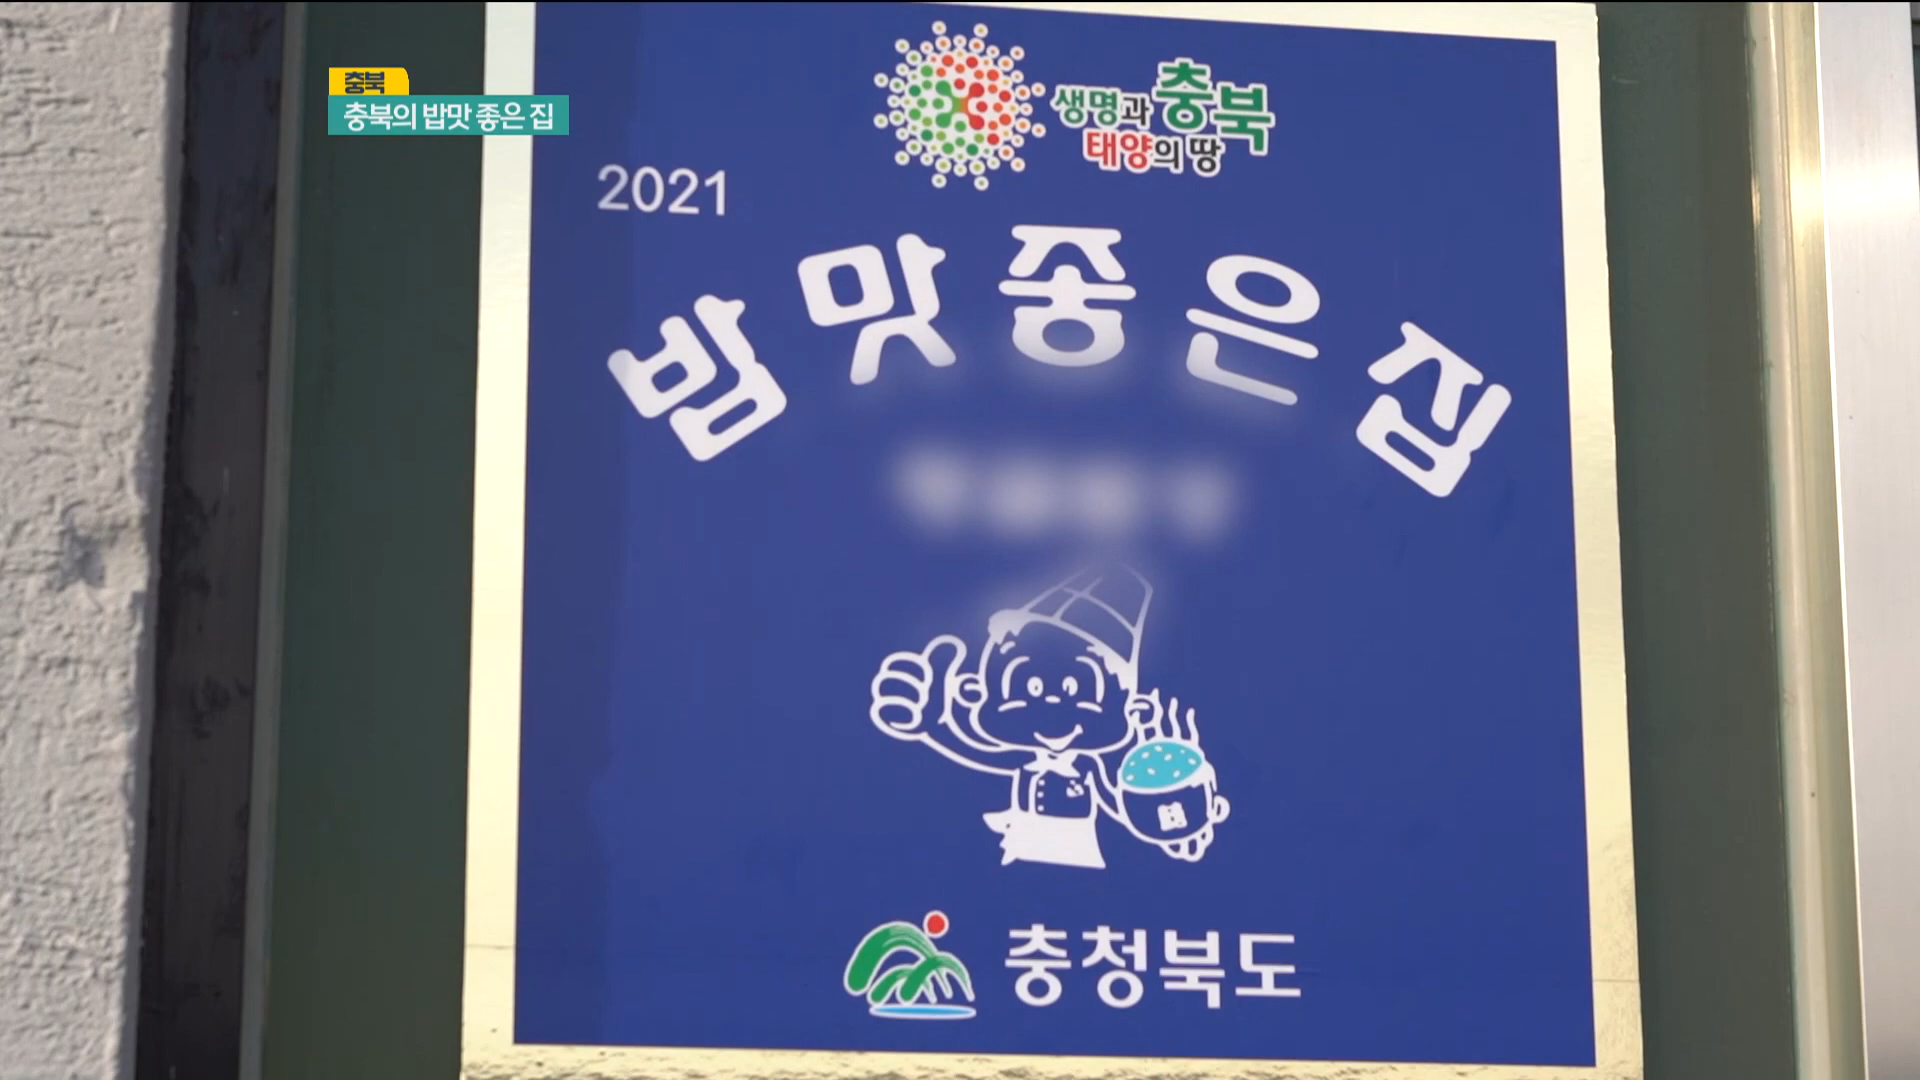 충북
충북의 밥맛 좋은 집
생명과 충북
태양의 땅
2021
밥맛좋은집
충청북도